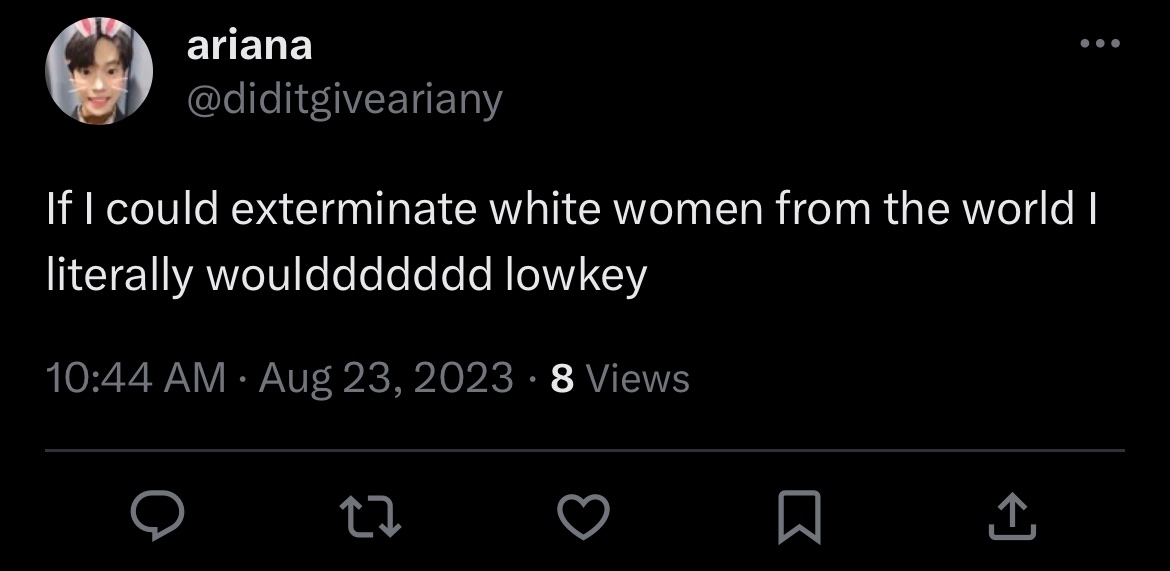 ariana
@diditgiveariany
If I could exterminate white women from the world I
literally wouldddddddd lowkey
10:44 AM · Aug 23, 2023 · 8 Views